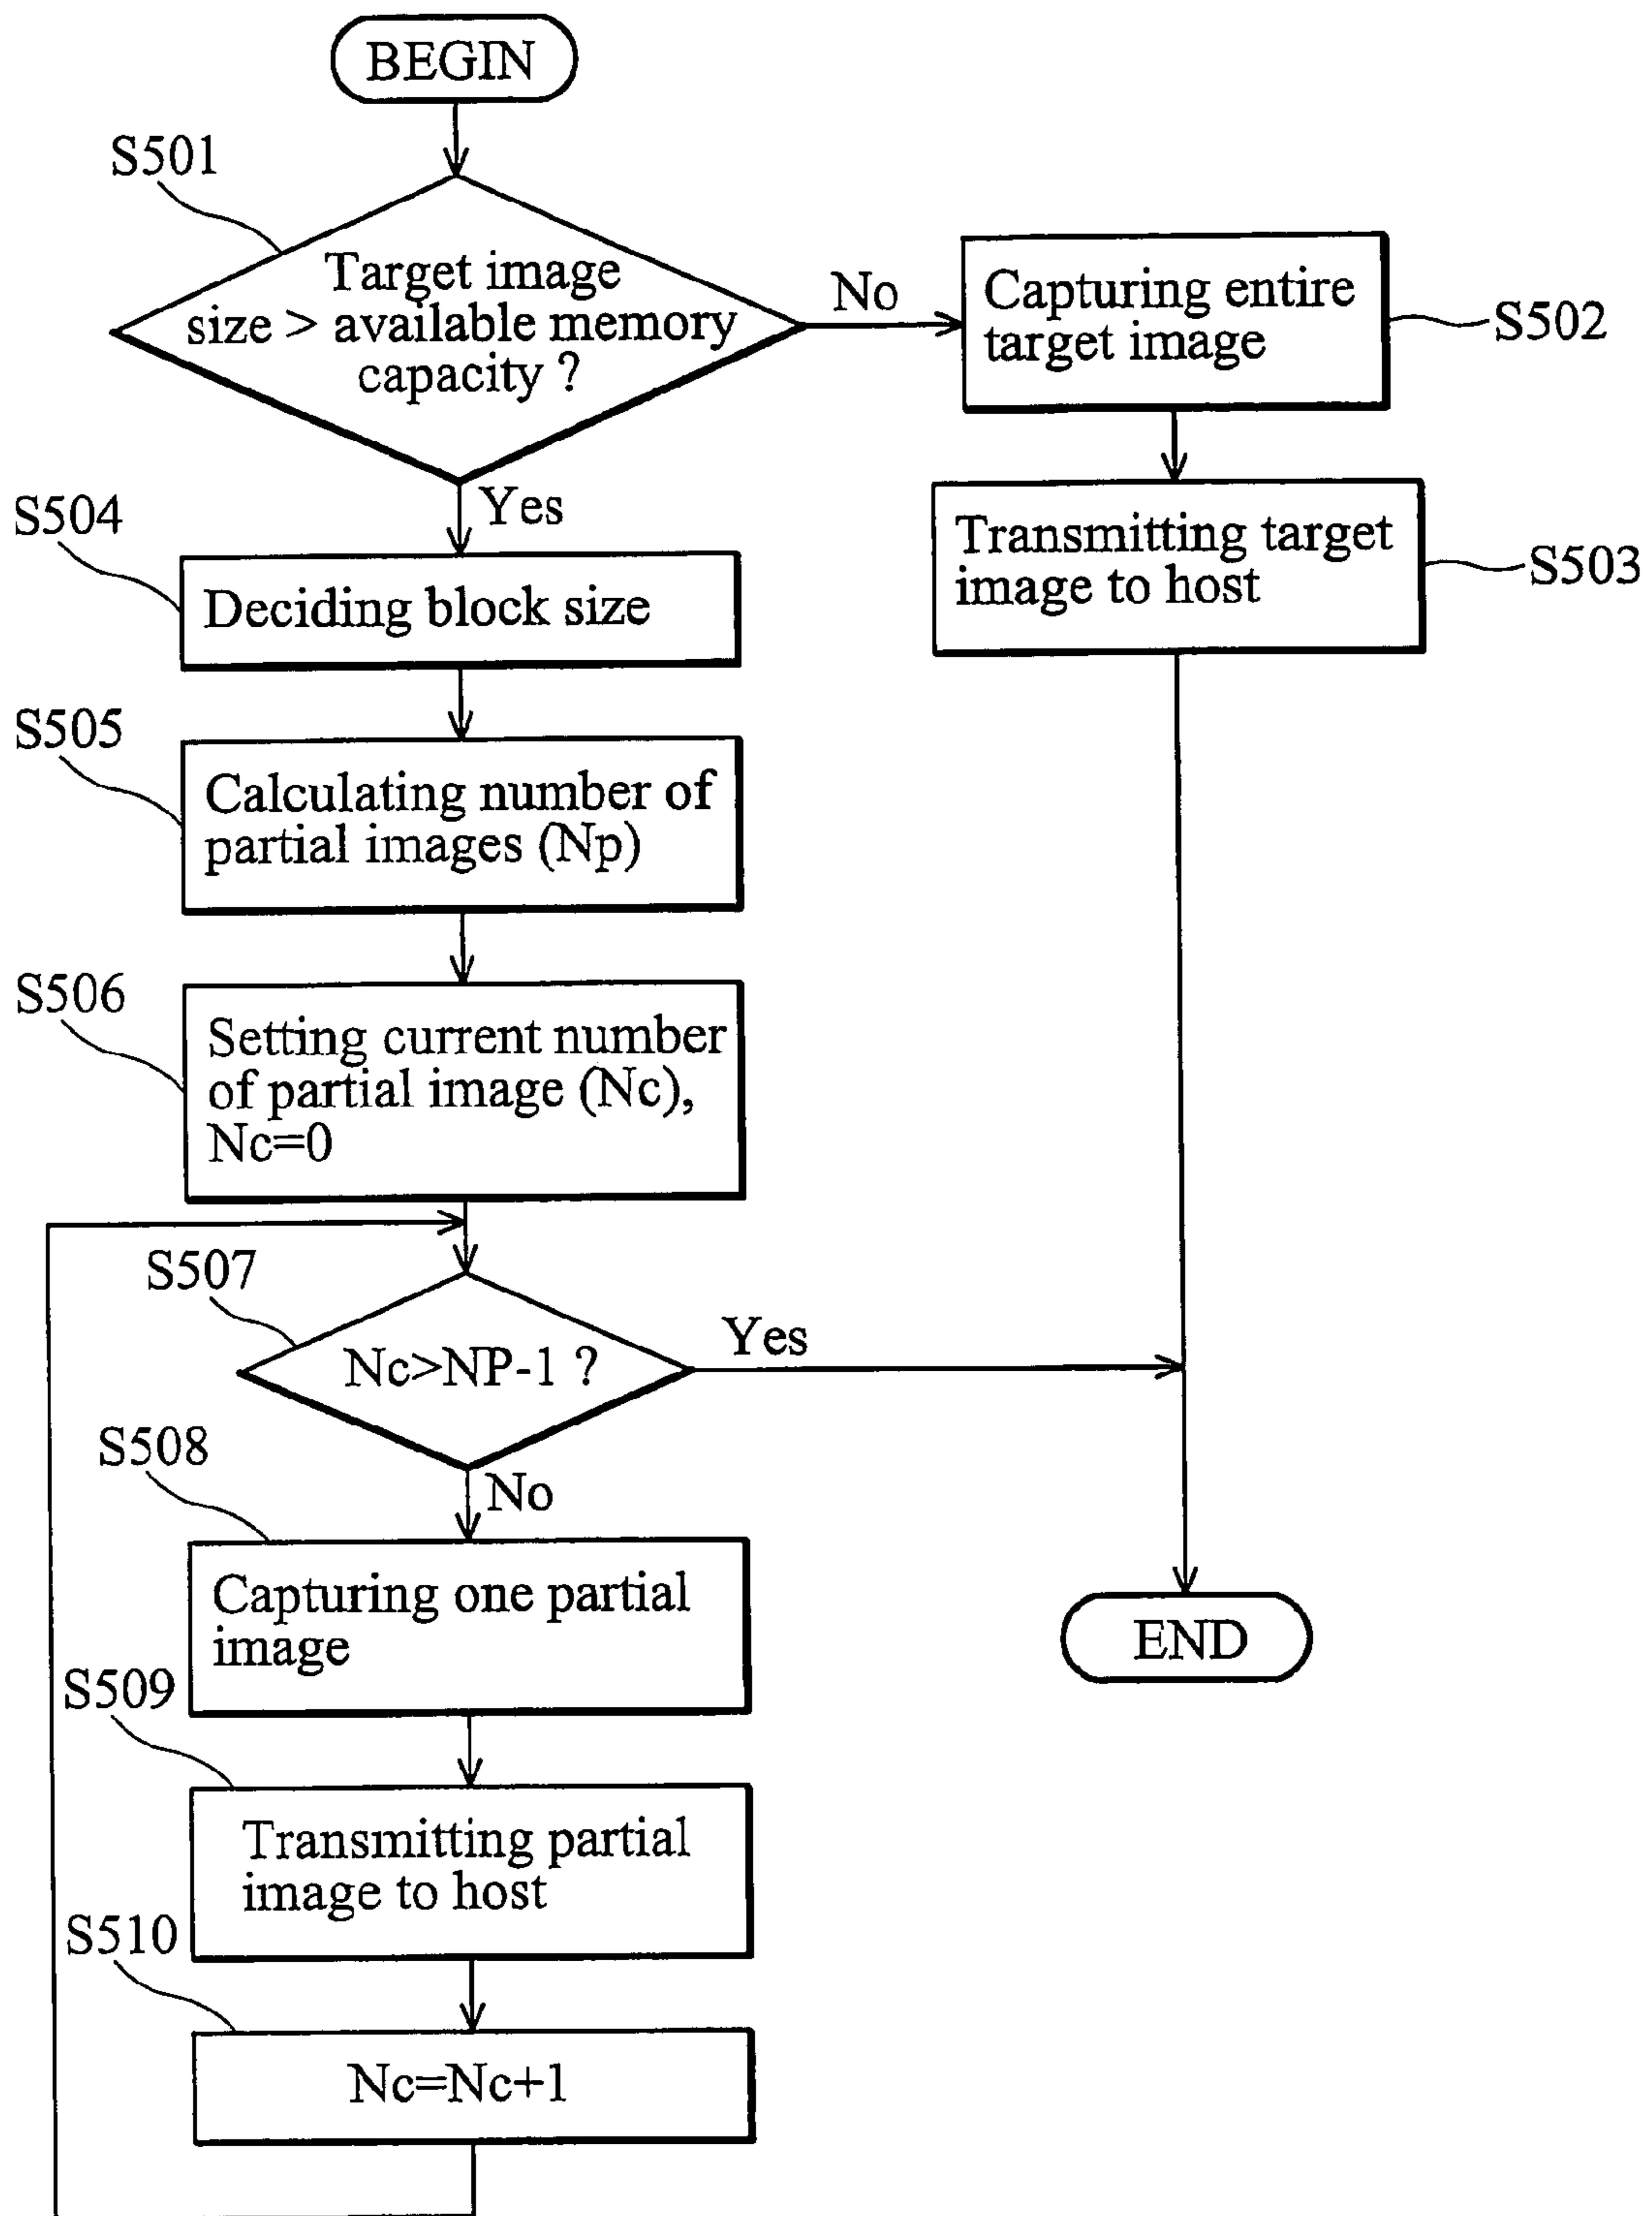 BEGIN
S501
Target image
size > available memory
capacity ?
No
Capturing entire
target image
S502
Transmitting target
image to host
S503
Yes
S504
Deciding block size
S505
Calculating number of
partial images (Np)
S506
Setting current number
of partial image (Nc),
Nc=0
S507
Nc>NP-1 ?
Yes
No
S508
Capturing one partial
image
S509
Transmitting partial
image to host
S510
Nc=Nc+1
END